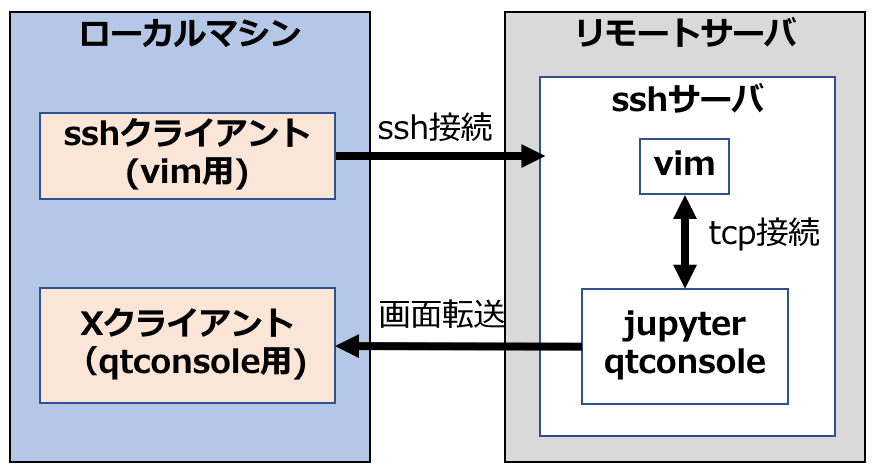 ローカルマシン
sshクライアント
(vim用)
ssh接続
Xクライアント
（qtconsole用)
画面転送
リモートサーバ
sshサーバ
vim
tcp接続
jupyter
qtconsole